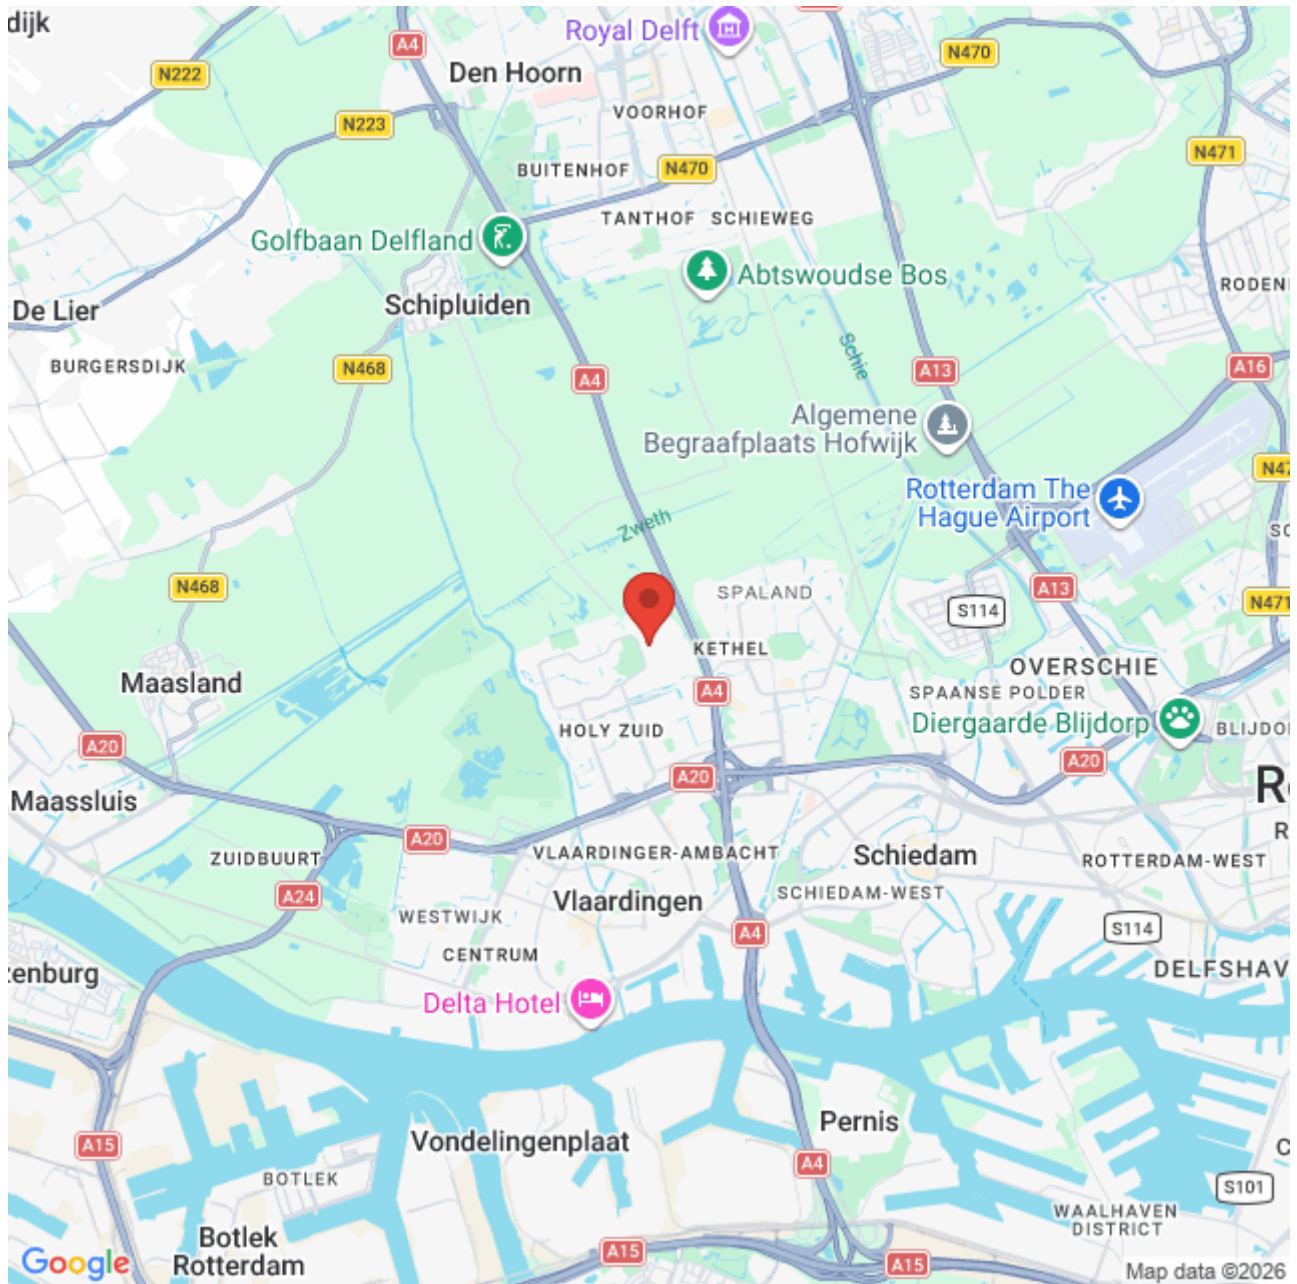 dijk
Royal Delft
A4
N470
Den Hoorn
N222
VOORHOF
N223
N471
BUITENHOF
N470
TANTHOF
SCHIEWEG
Golfbaan Delfland
Abtswoudse Bos
RODENI
Schipluiden
De Lier
Schie
BURGERSDIJK
N468
A4
A13
A16
Algemene
Begraafplaats Hofwijk
N47
Rotterdam The
Hague Airport
Zweth
SC
N468
SPALAND
A13
N471
S114
KETHEL
OVERSCHIE
Maasland
A4
SPAANSE POLDER
Diergaarde Blijdorp
BLIJDO
HOLY ZUID
A20
A20
A20
Maassluis
R
A20
VLAARDINGER-AMBACHT
Schiedam
ZUIDBUURT
ROTTERDAM-WEST
A24
Vlaardingen
SCHIEDAM-WEST
WESTWIJK
S114
A4
CENTRUM
DELFSHAV
zenburg
Delta Hotel
Pernis
A15
Vondelingenplaat
A4
BOTLEK
S101
WAALHAVEN
DISTRICT
Botlek
Rotterdam
A15
A15
Google
Map data ©2026